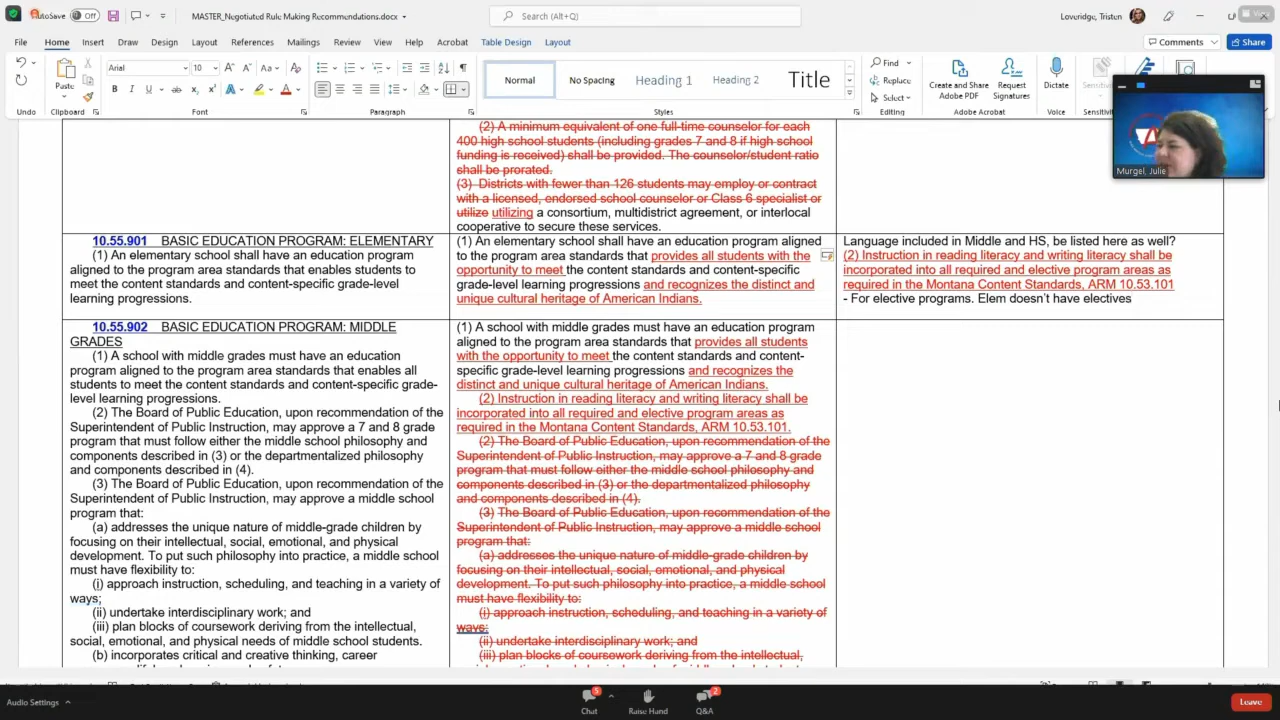 AutoSave Off
MASTER_Negotiated Rule Making Recommendations.docx
Search (Alt+Q)
Loveridge, Tristen
File Home Insert Draw Design Layout References Mailings Review View Help Acrobat Table Design Layout
Comments Share
Paste
Arial 10
Normal No Spacing Heading 1 Heading 2 Title
Find
Replace
Select
Create and Share Adobe PDF
Request Signatures
Dictate
Undo Clipboard Font Paragraph Styles Editing Adobe Acrobat Voice
Murgel, Julie
(2) A minimum equivalent of one full-time counselor for each
400 high school students (including grades 7 and 8 if high school
funding is received) shall be provided. The counselor/student ratio
shall be prorated.
(3) Districts with fewer than 126 students may employ or contract
with a licensed, endorsed school counselor or Class 6 specialist or
utilize utilizing a consortium, multidistrict agreement, or interlocal
cooperative to secure these services.
10.55.901 BASIC EDUCATION PROGRAM: ELEMENTARY
(1) An elementary school shall have an education program
aligned to the program area standards that enables students to
meet the content standards and content-specific grade-level
learning progressions.
(1) An elementary school shall have an education program aligned
to the program area standards that provides all students with the
opportunity to meet the content standards and content-specific
grade-level learning progressions and recognizes the distinct and
unique cultural heritage of American Indians.
Language included in Middle and HS, be listed here as well?
(2) Instruction in reading literacy and writing literacy shall be
incorporated into all required and elective program areas as
required in the Montana Content Standards, ARM 10.53.101
- For elective programs. Elem doesn't have electives
10.55.902 BASIC EDUCATION PROGRAM: MIDDLE
GRADES
(1) A school with middle grades must have an education
program aligned to the program area standards that enables all
students to meet the content standards and content-specific grade-
level learning progressions.
(2) The Board of Public Education, upon recommendation of the
Superintendent of Public Instruction, may approve a 7 and 8 grade
program that must follow either the middle school philosophy and
components described in (3) or the departmentalized philosophy
and components described in (4).
(3) The Board of Public Education, upon recommendation of the
Superintendent of Public Instruction, may approve a middle school
program that:
(a) addresses the unique nature of middle-grade children by
focusing on their intellectual, social, emotional, and physical
development. To put such philosophy into practice, a middle school
must have flexibility to:
(i) approach instruction, scheduling, and teaching in a variety of
ways;
(ii) undertake interdisciplinary work; and
(iii) plan blocks of coursework deriving from the intellectual,
social, emotional, and physical needs of middle school students.
(b) incorporates critical and creative thinking, career
(1) A school with middle grades must have an education program
aligned to the program area standards that provides all students
with the opportunity to meet the content standards and content-
specific grade-level learning progressions and recognizes the
distinct and unique cultural heritage of American Indians.
(2) Instruction in reading literacy and writing literacy shall be
incorporated into all required and elective program areas as
required in the Montana Content Standards, ARM 10.53.101.
(2) The Board of Public Education, upon recommendation of the
Superintendent of Public Instruction, may approve a 7 and 8 grade
program that must follow either the middle school philosophy and
components described in (3) or the departmentalized philosophy
and components described in (4).
(3) The Board of Public Education, upon recommendation of the
Superintendent of Public Instruction, may approve a middle school
program that:
(a) addresses the unique nature of middle-grade children by
focusing on their intellectual, social, emotional, and physical
development. To put such philosophy into practice, a middle school
must have flexibility to:
(i) approach instruction, scheduling, and teaching in a variety of
ways;
(ii) undertake interdisciplinary work; and
(iii) plan blocks of coursework deriving from the intellectual,
Audio Settings
Chat 5
Raise Hand
Q&A 2
Leave